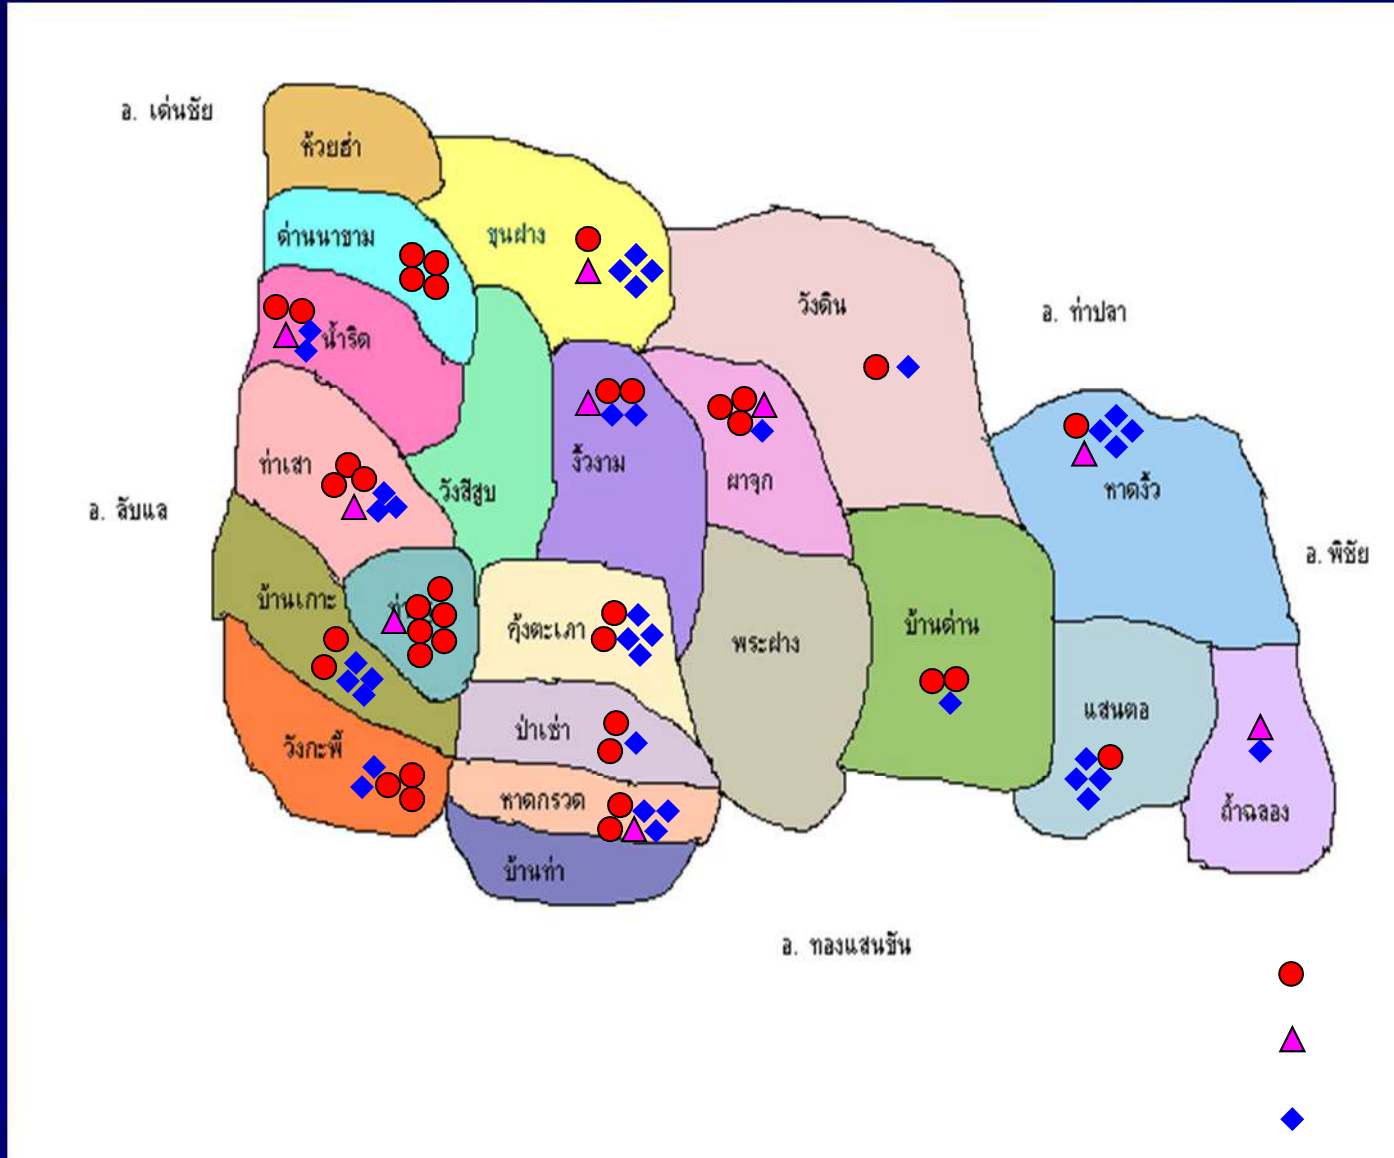 อ. เด่นชัย
ห้วยฮ่า
ด่านนาขาม
ขุนฝาง
วังดิน
อ. ท่าปลา
น้ำริด
ท่าเสา
วังสีสูบ
งิ้วงาม
ผาจุก
หาดงิ้ว
อ. ลับแล
อ. พิชัย
บ้านเกาะ
คุ้งตะเภา
พระฝาง
บ้านด่าน
แสนตอ
วังกะพี้
ป่าเซ่า
หาดกรวด
ถ้ำฉลอง
บ้านท่า
อ. ทองแสนขัน